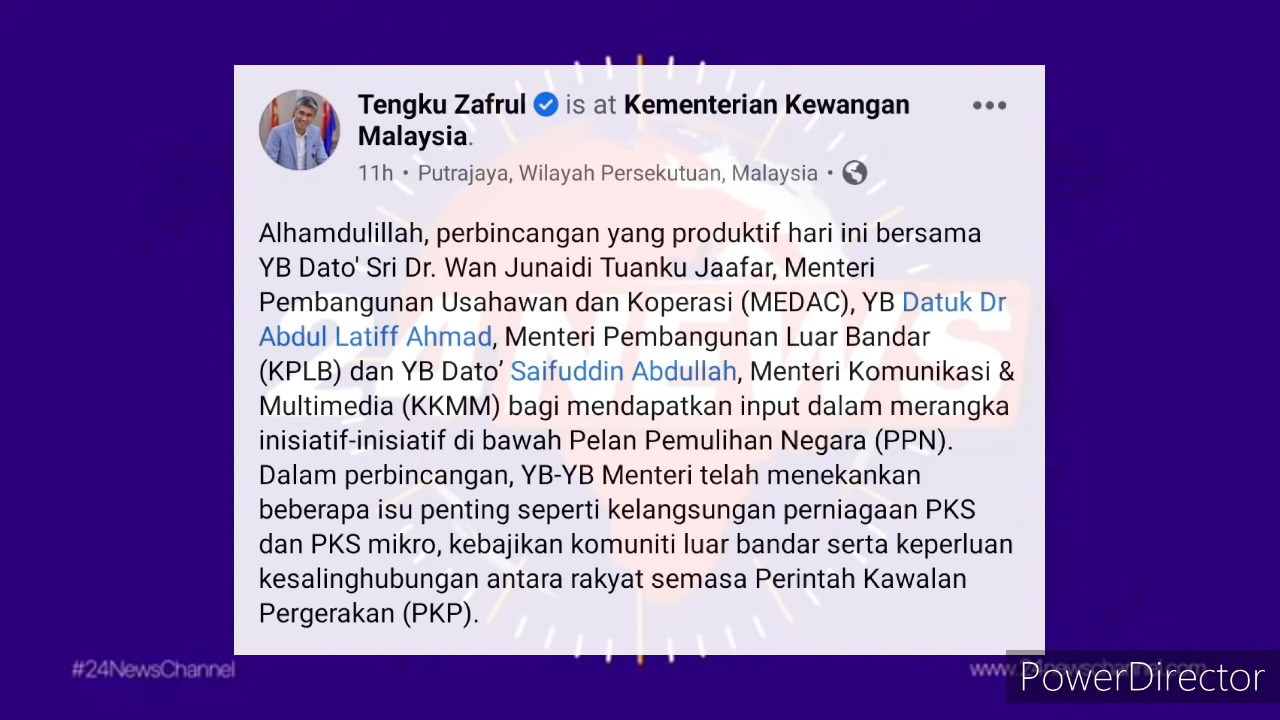 Tengku Zafrul is at Kementerian Kewangan
Malaysia.
11h • Putrajaya, Wilayah Persekutuan, Malaysia •
Alhamdulillah, perbincangan yang produktif hari ini bersama
YB Dato' Sri Dr. Wan Junaidi Tuanku Jaafar, Menteri
Pembangunan Usahawan dan Koperasi (MEDAC), YB Datuk Dr
Abdul Latiff Ahmad, Menteri Pembangunan Luar Bandar
(KPLB) dan YB Dato’ Saifuddin Abdullah, Menteri Komunikasi &
Multimedia (KKMM) bagi mendapatkan input dalam merangka
inisiatif-inisiatif di bawah Pelan Pemulihan Negara (PPN).
Dalam perbincangan, YB-YB Menteri telah menekankan
beberapa isu penting seperti kelangsungan perniagaan PKS
dan PKS mikro, kebajikan komuniti luar bandar serta keperluan
kesalinghubungan antara rakyat semasa Perintah Kawalan
Pergerakan (PKP).
24 NEWS
#24NewsChannel
www.24newschannel.com
PowerDirector